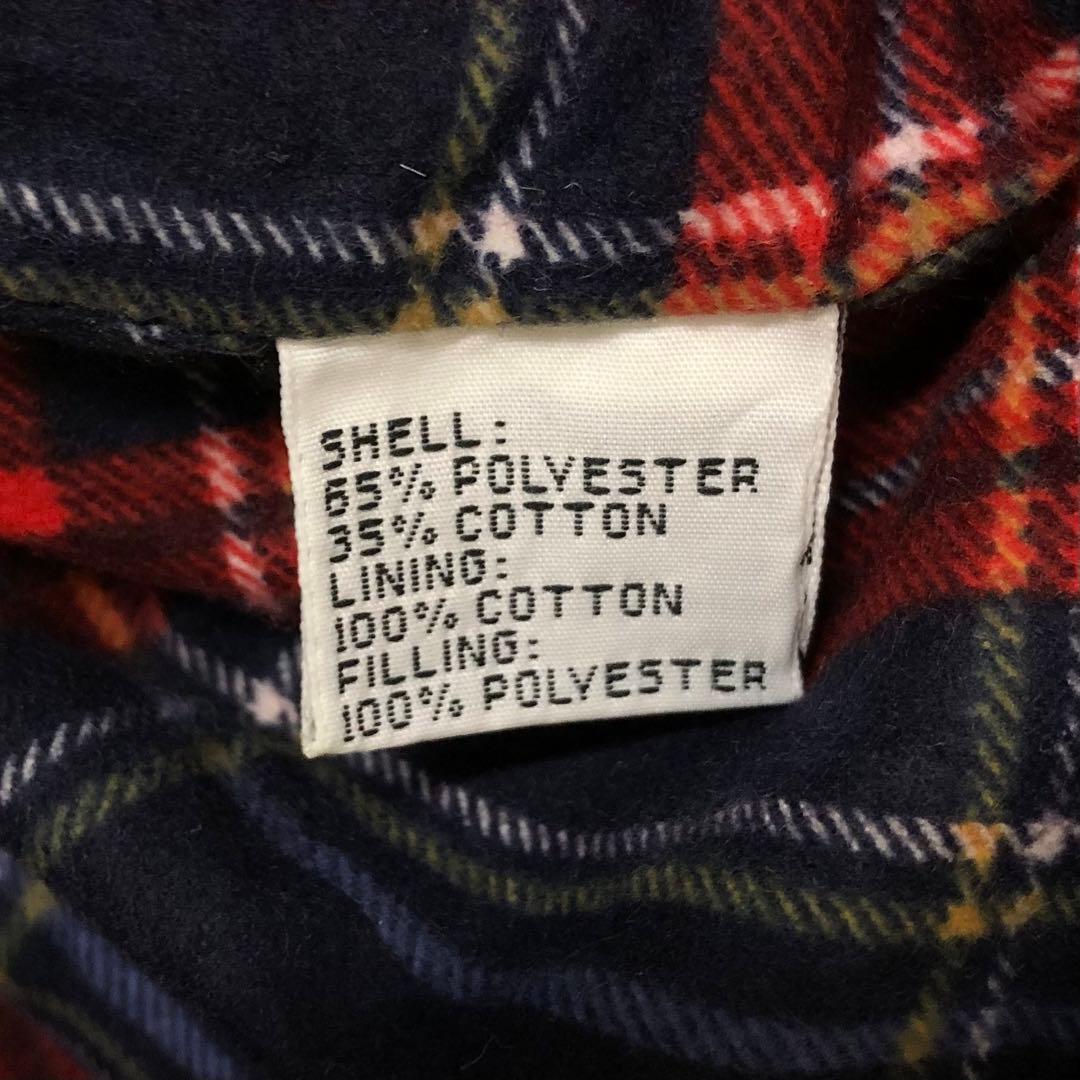 SHELL:
65% POLYESTER
35% COTTON
LINING:
100% COTTON
FILLING:
100% POLYESTER